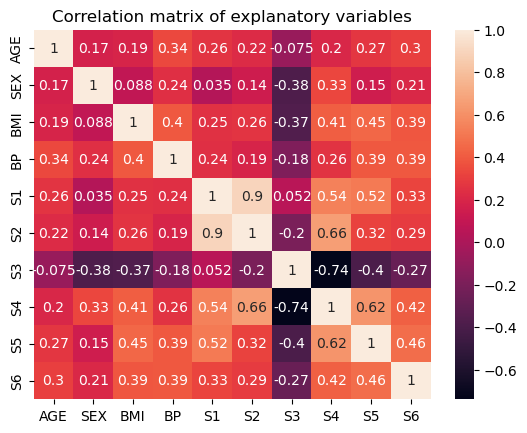 Correlation matrix of explanatory variables
AGE 1 0.17 0.19 0.34 0.26 0.22 -0.075 0.2 0.27 0.3
SEX 0.17 1 0.088 0.24 0.035 0.14 -0.38 0.33 0.15 0.21
BMI 0.19 0.088 1 0.4 0.25 0.26 -0.37 0.41 0.45 0.39
BP 0.34 0.24 0.4 1 0.24 0.19 -0.18 0.26 0.39 0.39
S1 0.26 0.035 0.25 0.24 1 0.9 0.052 0.54 0.52 0.33
S2 0.22 0.14 0.26 0.19 0.9 1 -0.2 0.66 0.32 0.29
S3 -0.075 -0.38 -0.37 -0.18 0.052 -0.2 1 -0.74 -0.4 -0.27
S4 0.2 0.33 0.41 0.26 0.54 0.66 -0.74 1 0.62 0.42
S5 0.27 0.15 0.45 0.39 0.52 0.32 -0.4 0.62 1 0.46
S6 0.3 0.21 0.39 0.39 0.33 0.29 -0.27 0.42 0.46 1
AGE SEX BMI BP S1 S2 S3 S4 S5 S6
1.0
0.8
0.6
0.4
0.2
0.0
−0.2
−0.4
−0.6